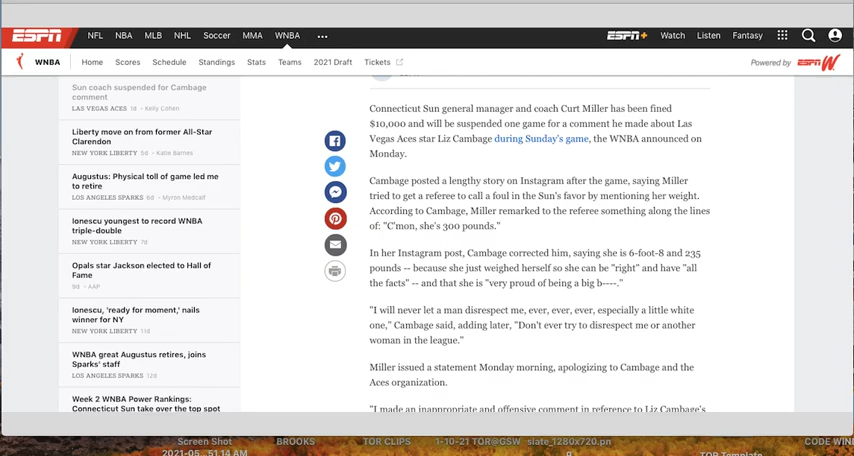 ESPN NFL NBA MLB NHL Soccer MMA WNBA ... ESPN+ Watch Listen Fantasy
WNBA Home Scores Schedule Standings Stats Teams 2021 Draft Tickets Powered by ESPN W
Sun coach suspended for Cambage
comment
LAS VEGAS ACES 1d - Kelly Cohen
Liberty move on from former All-Star
Clarendon
NEW YORK LIBERTY 5d - Katie Barnes
Augustus: Physical toll of game led me
to retire
LOS ANGELES SPARKS 6d - Myron Medcalf
Ionescu youngest to record WNBA
triple-double
NEW YORK LIBERTY 7d
Opals star Jackson elected to Hall of
Fame
9d - AAP
Ionescu, 'ready for moment,' nails
winner for NY
NEW YORK LIBERTY 11d
WNBA great Augustus retires, joins
Sparks' staff
LOS ANGELES SPARKS 12d
Week 2 WNBA Power Rankings:
Connecticut Sun take over the top spot
Connecticut Sun general manager and coach Curt Miller has been fined
$10,000 and will be suspended one game for a comment he made about Las
Vegas Aces star Liz Cambage during Sunday's game, the WNBA announced on
Monday.
Cambage posted a lengthy story on Instagram after the game, saying Miller
tried to get a referee to call a foul in the Sun's favor by mentioning her weight.
According to Cambage, Miller remarked to the referee something along the lines
of: "C'mon, she's 300 pounds."
In her Instagram post, Cambage corrected him, saying she is 6-foot-8 and 235
pounds -- because she just weighed herself so she can be "right" and have "all
the facts" -- and that she is "very proud of being a big b----."
"I will never let a man disrespect me, ever, ever, ever, especially a little white
one," Cambage said, adding later, "Don't ever try to disrespect me or another
woman in the league."
Miller issued a statement Monday morning, apologizing to Cambage and the
Aces organization.
"I made an inappropriate and offensive comment in reference to Liz Cambage's
Screen Shot BROOKS TOR CLIPS 1-10-21 TOR@GSW slate_1280x720.pn CODE WIN
2021-05...51.14 AM g TOR Template